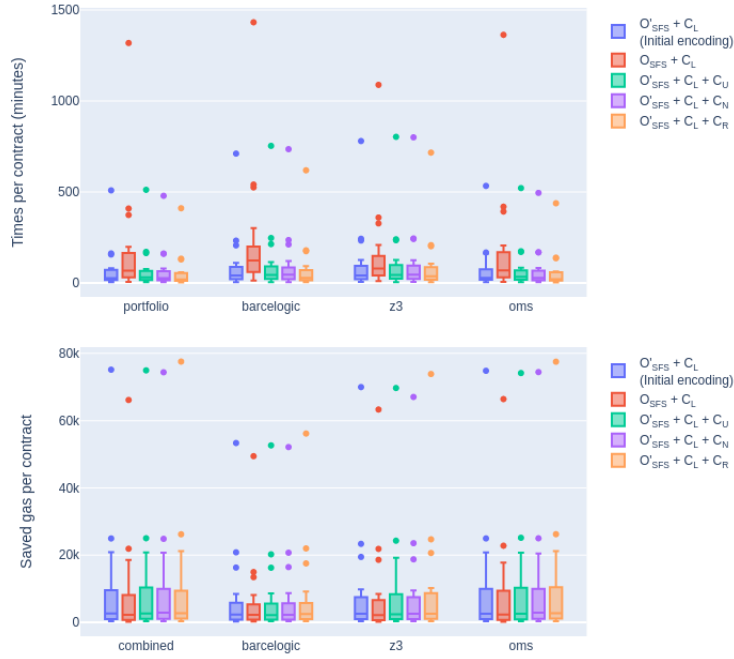 1500
1000
500
0
Times per contract (minutes)
portfolio
barcelogic
z3
oms
O'SFS + CL
(Initial encoding)
OSFS + CL
O'SFS + CL + CU
O'SFS + CL + CN
O'SFS + CL + CR
80k
60k
40k
20k
0
Saved gas per contract
combined
barcelogic
z3
oms
O'SFS + CL
(Initial encoding)
OSFS + CL
O'SFS + CL + CU
O'SFS + CL + CN
O'SFS + CL + CR